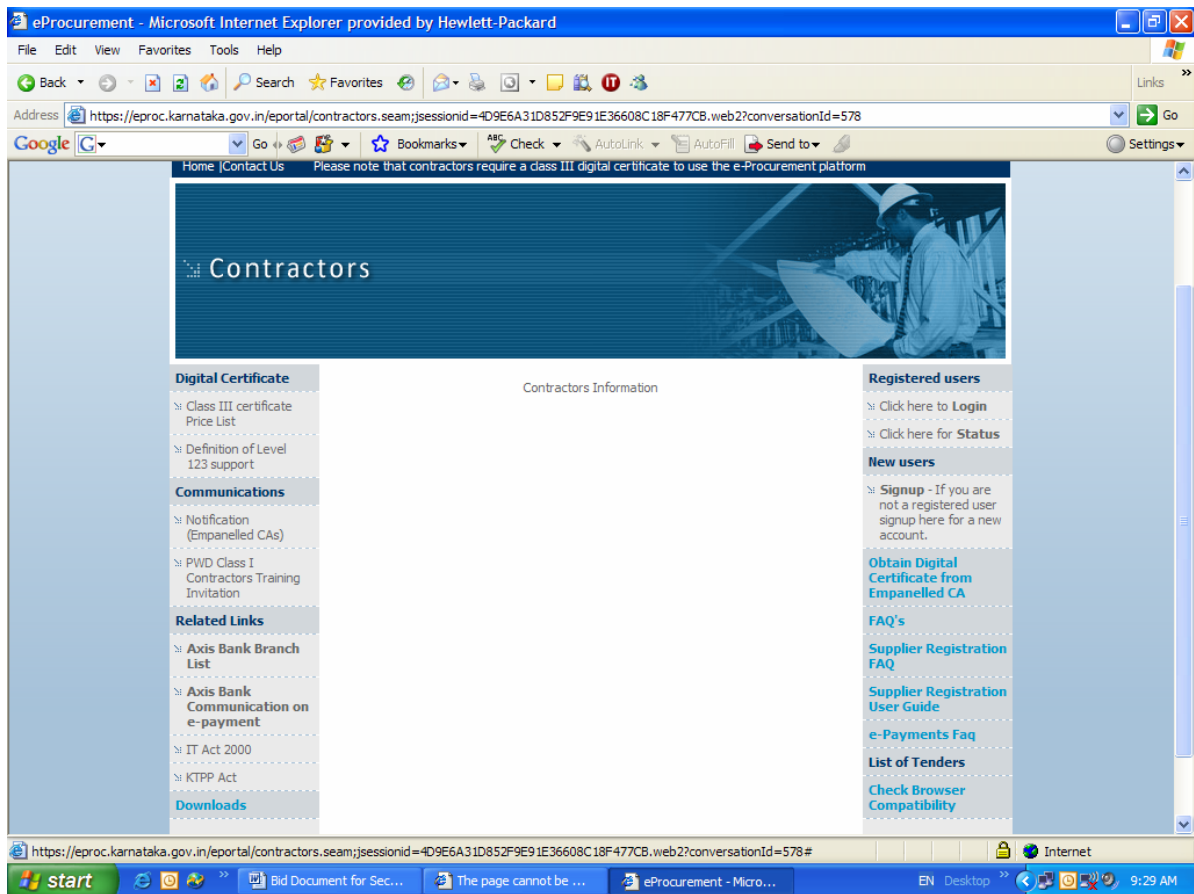 eProcurement - Microsoft Internet Explorer provided by Hewlett-Packard
File Edit View Favorites Tools Help
Back Search Favorites Links
Address https://eproc.karnataka.gov.in/eportal/contractors.seam;jsessionid=4D9E6A31D852F9E91E36608C18F477CB.web2?conversationId=578 Go
Google G Go Bookmarks ABC Check AutoLink AutoFill Send to Settings
Home |Contact Us Please note that contractors require a class III digital certificate to use the e-Procurement platform
Contractors
Digital Certificate
Class III certificate
Price List
Definition of Level
123 support
Communications
Notification
(Empanelled CAs)
PWD Class I
Contractors Training
Invitation
Related Links
Axis Bank Branch
List
Axis Bank
Communication on
e-payment
IT Act 2000
KTPP Act
Downloads
Contractors Information
Registered users
Click here to Login
Click here for Status
New users
Signup - If you are
not a registered user
signup here for a new
account.
Obtain Digital
Certificate from
Empanelled CA
FAQ's
Supplier Registration
FAQ
Supplier Registration
User Guide
e-Payments Faq
List of Tenders
Check Browser
Compatibility
https://eproc.karnataka.gov.in/eportal/contractors.seam;jsessionid=4D9E6A31D852F9E91E36608C18F477CB.web2?conversationId=578# Internet
start Bid Document for Sec... The page cannot be ... eProcurement - Micro... EN Desktop 9:29 AM